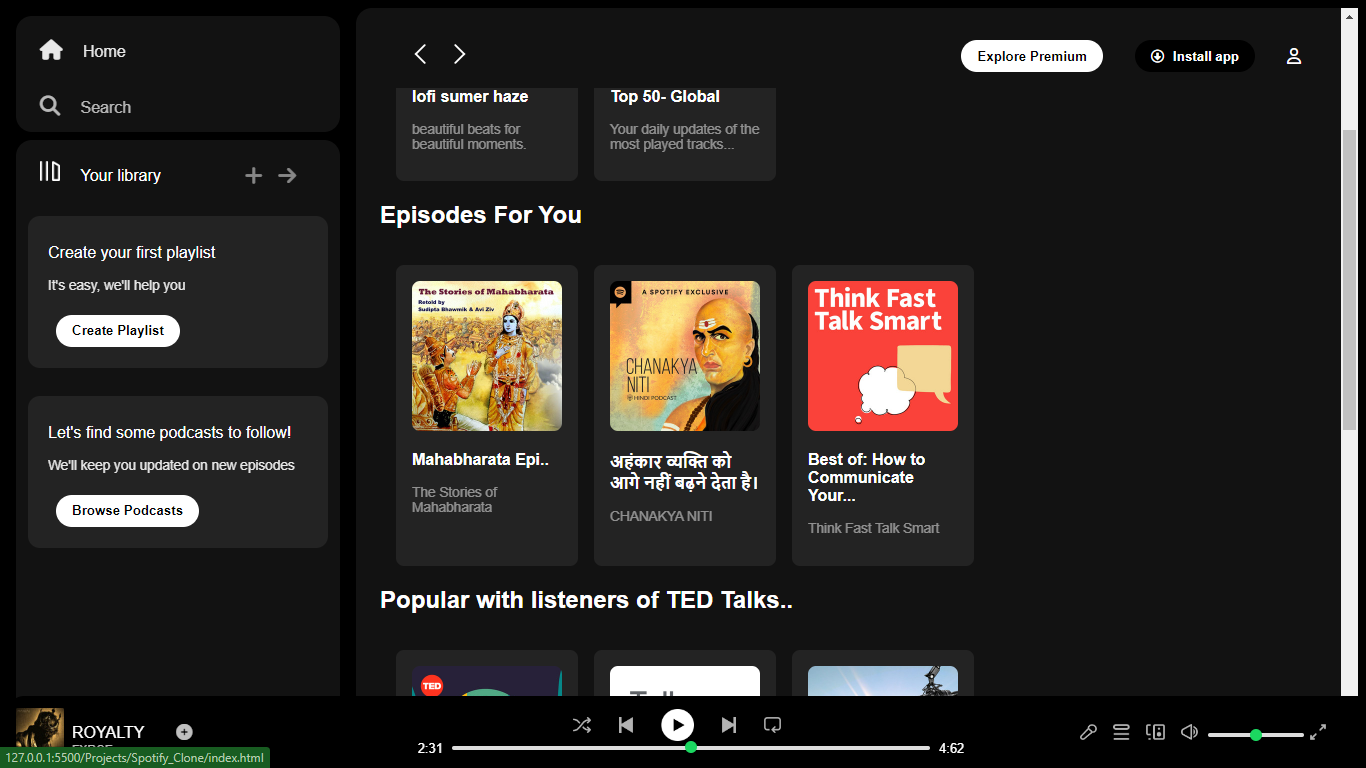 Home
Search
Your library
Create your first playlist
It's easy, we'll help you
Create Playlist
Let's find some podcasts to follow!
We'll keep you updated on new episodes
Browse Podcasts
Explore Premium
Install app
lofi sumer haze
beautiful beats for
beautiful moments.
Top 50- Global
Your daily updates of the
most played tracks...
Episodes For You
The Stories of Mahabharata
Retold by
Sudipta Bhawmik & Avi Ziv
Mahabharata Epi..
The Stories of
Mahabharata
A SPOTIFY EXCLUSIVE
CHANAKYA
NITI
HINDI PODCAST
अहंकार व्यक्ति को
आगे नहीं बढ़ने देता है।
CHANAKYA NITI
Think Fast
Talk Smart
Best of: How to
Communicate
Your...
Think Fast Talk Smart
Popular with listeners of TED Talks..
TED
ROYALTY
2:31
4:62
127.0.0.1:5500/Projects/Spotify_Clone/index.html